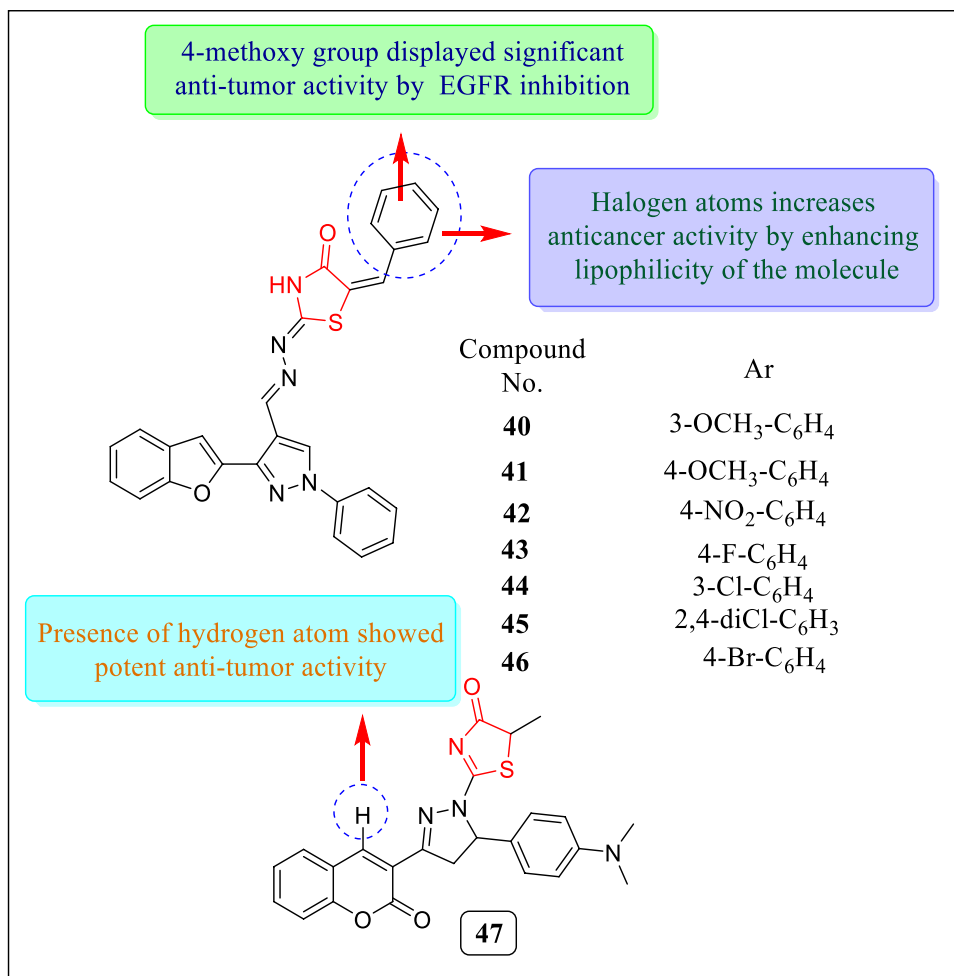 4-methoxy group displayed significant
anti-tumor activity by EGFR inhibition
Halogen atoms increases
anticancer activity by enhancing
lipophilicity of the molecule
O
HN
S
N
N
O
N
N
Compound
No.
Ar
40 3-OCH3-C6H4
41 4-OCH3-C6H4
42 4-NO2-C6H4
43 4-F-C6H4
44 3-Cl-C6H4
45 2,4-diCl-C6H3
46 4-Br-C6H4
Presence of hydrogen atom showed
potent anti-tumor activity
O
N
S
H
N
N
N
O
O
47